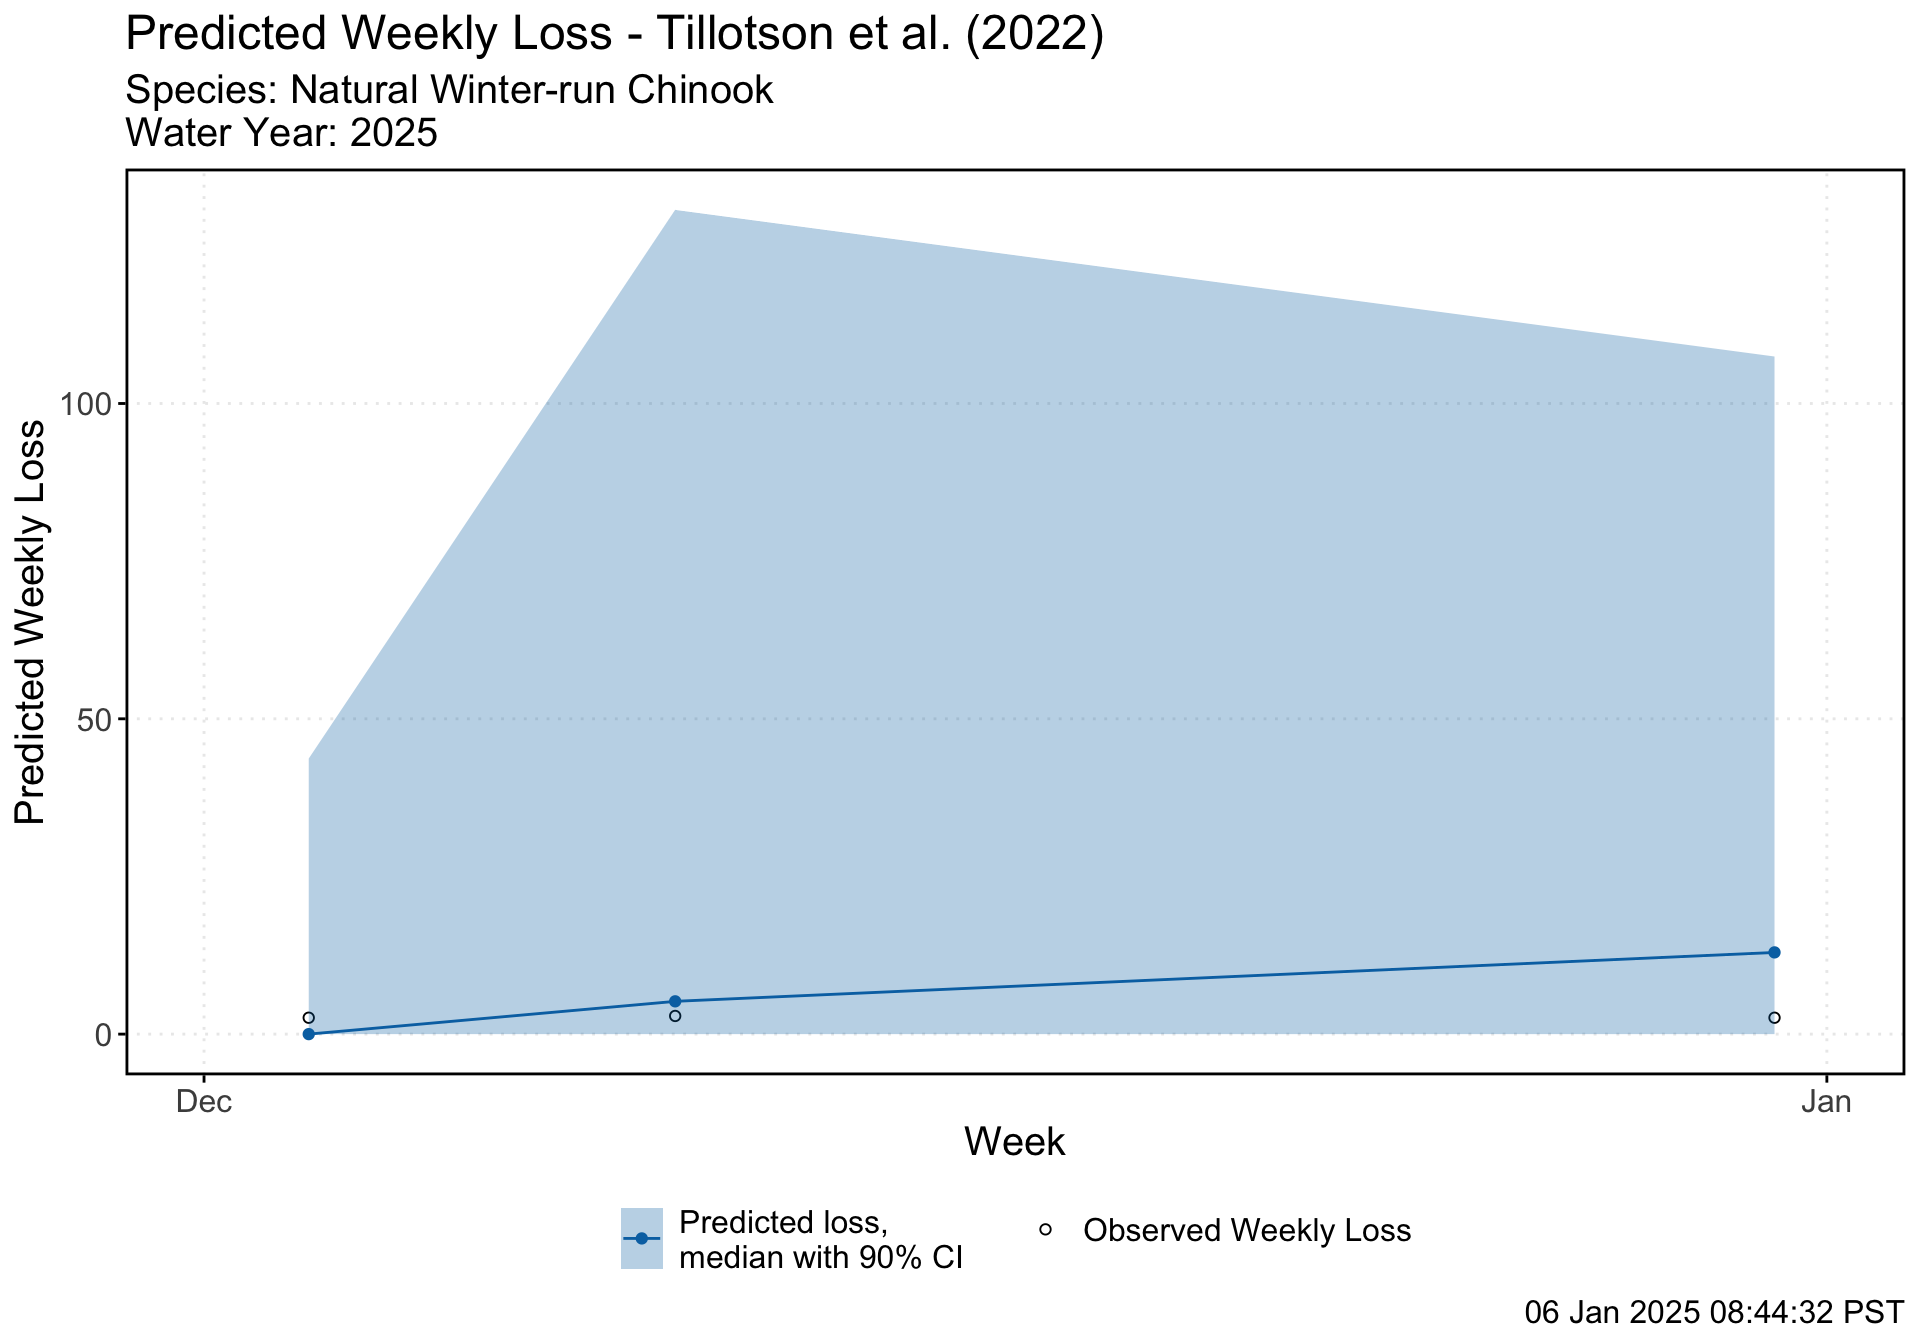 Predicted Weekly Loss - Tillotson et al. (2022)
Species: Natural Winter-run Chinook
Water Year: 2025
Predicted Weekly Loss
100
50
0
Dec
Jan
Week
Predicted loss,
median with 90% CI
Observed Weekly Loss
06 Jan 2025 08:44:32 PST